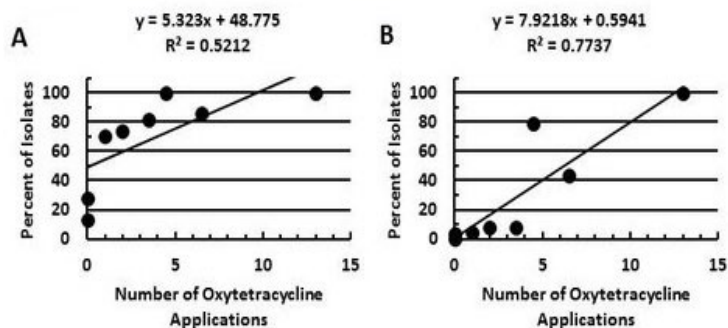 A
y = 5.323x + 48.775
R² = 0.5212
Percent of Isolates
100
80
60
40
20
0
0 5 10 15
Number of Oxytetracycline
Applications
B
y = 7.9218x + 0.5941
R² = 0.7737
Percent of Isolates
100
80
60
40
20
0
0 5 10 15
Number of Oxytetracycline
Applications